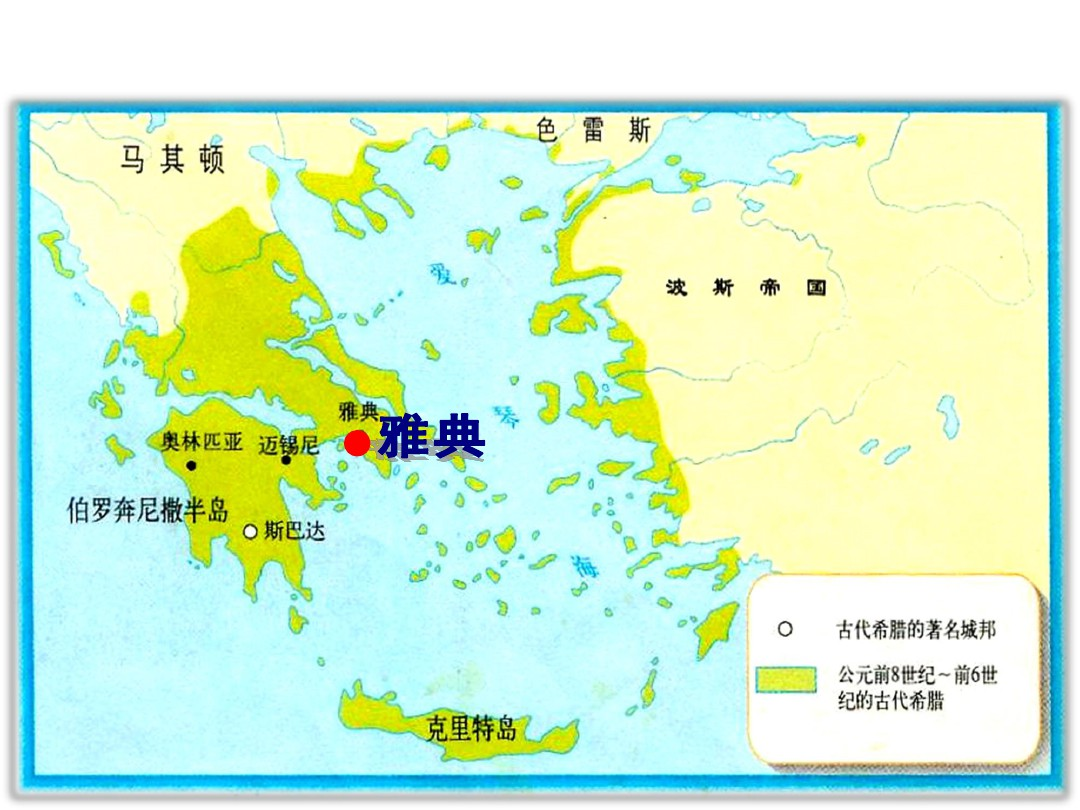 色雷斯
马其顿
爱
波斯帝国
琴
雅典
雅典
奥林匹亚
迈锡尼
伯罗奔尼撒半岛
斯巴达
海
古代希腊的著名城邦
公元前8世纪～前6世
纪的古代希腊
克里特岛